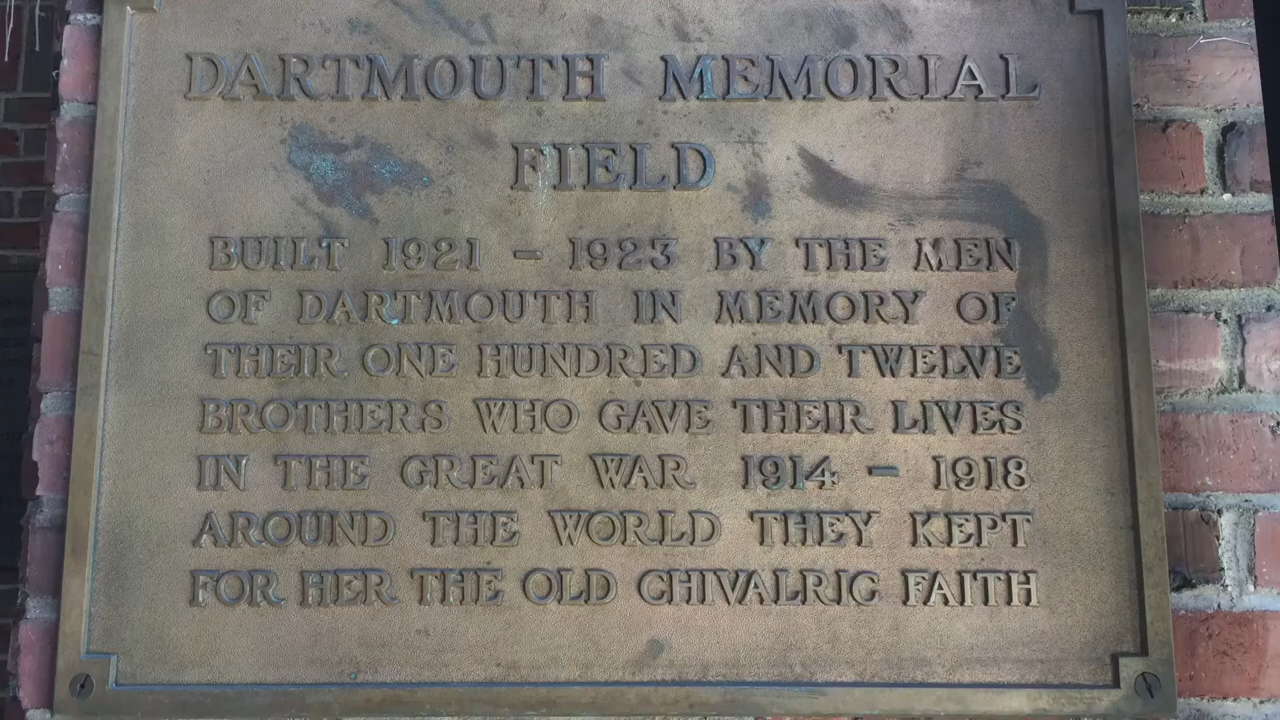 DARTMOUTH MEMORIAL
FIELD
BUILT 1921 - 1923 BY THE MEN
OF DARTMOUTH IN MEMORY OF
THEIR ONE HUNDRED AND TWELVE
BROTHERS WHO GAVE THEIR LIVES
IN THE GREAT WAR 1914 - 1918
AROUND THE WORLD THEY KEPT
FOR HER THE OLD CHIVALRIC FAITH